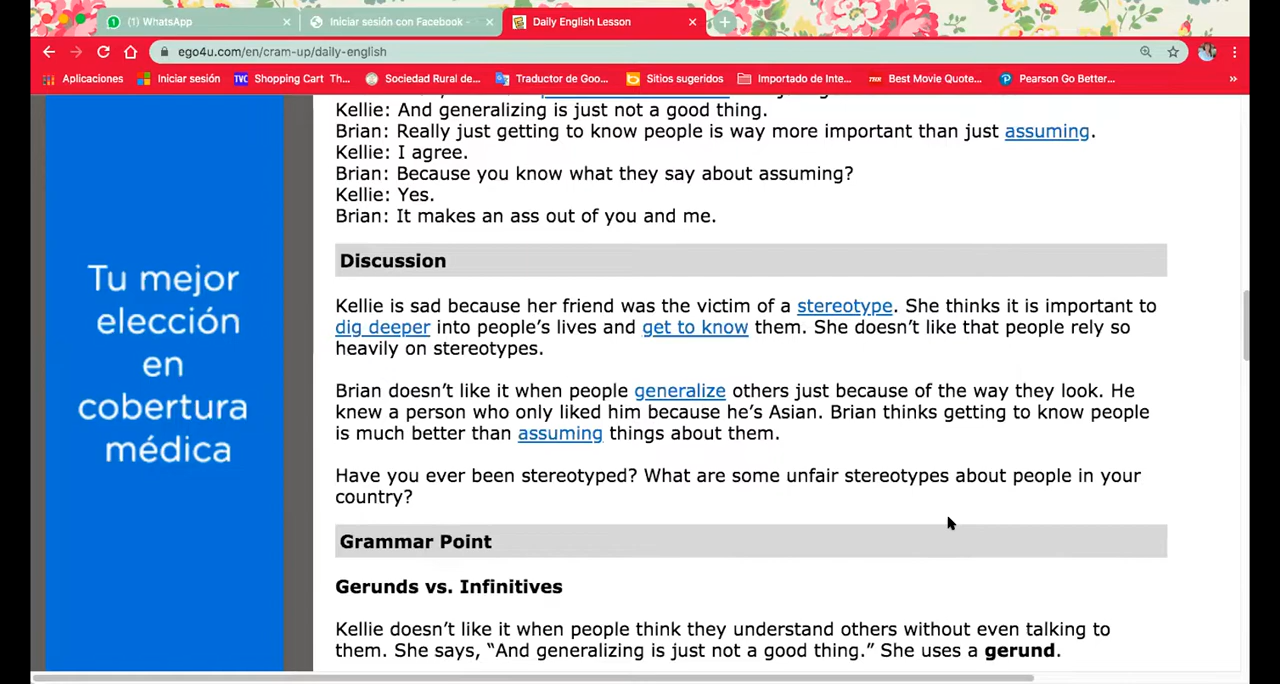 (1) WhatsApp
Iniciar sesión con Facebook -
Daily English Lesson
ego4u.com/en/cram-up/daily-english
Aplicaciones
Iniciar sesión
TVC Shopping Cart Th...
Sociedad Rural de...
Traductor de Goo...
Sitios sugeridos
Importado de Inte...
Best Movie Quote...
Pearson Go Better...
Kellie: And generalizing is just not a good thing.
Brian: Really just getting to know people is way more important than just assuming.
Kellie: I agree.
Brian: Because you know what they say about assuming?
Kellie: Yes.
Brian: It makes an ass out of you and me.
Discussion
Kellie is sad because her friend was the victim of a stereotype. She thinks it is important to
dig deeper into people’s lives and get to know them. She doesn’t like that people rely so
heavily on stereotypes.
Brian doesn’t like it when people generalize others just because of the way they look. He
knew a person who only liked him because he’s Asian. Brian thinks getting to know people
is much better than assuming things about them.
Have you ever been stereotyped? What are some unfair stereotypes about people in your
country?
Grammar Point
Gerunds vs. Infinitives
Kellie doesn’t like it when people think they understand others without even talking to
them. She says, “And generalizing is just not a good thing.” She uses a gerund.
Tu mejor
elección
en
cobertura
médica